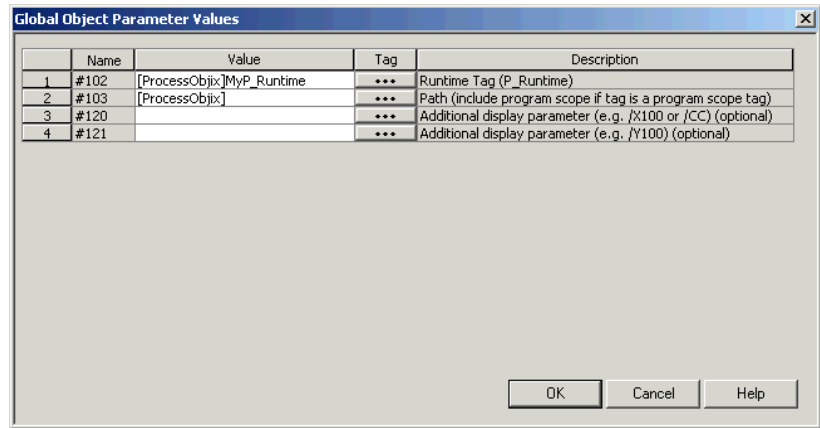 Global Object Parameter Values
Name Value Tag Description
1 #102 [ProcessObjix]MyP_Runtime ••• Runtime Tag (P_Runtime)
2 #103 [ProcessObjix] ••• Path (include program scope if tag is a program scope tag)
3 #120 ••• Additional display parameter (e.g. /X100 or /CC) (optional)
4 #121 ••• Additional display parameter (e.g. /Y100) (optional)
OK Cancel Help